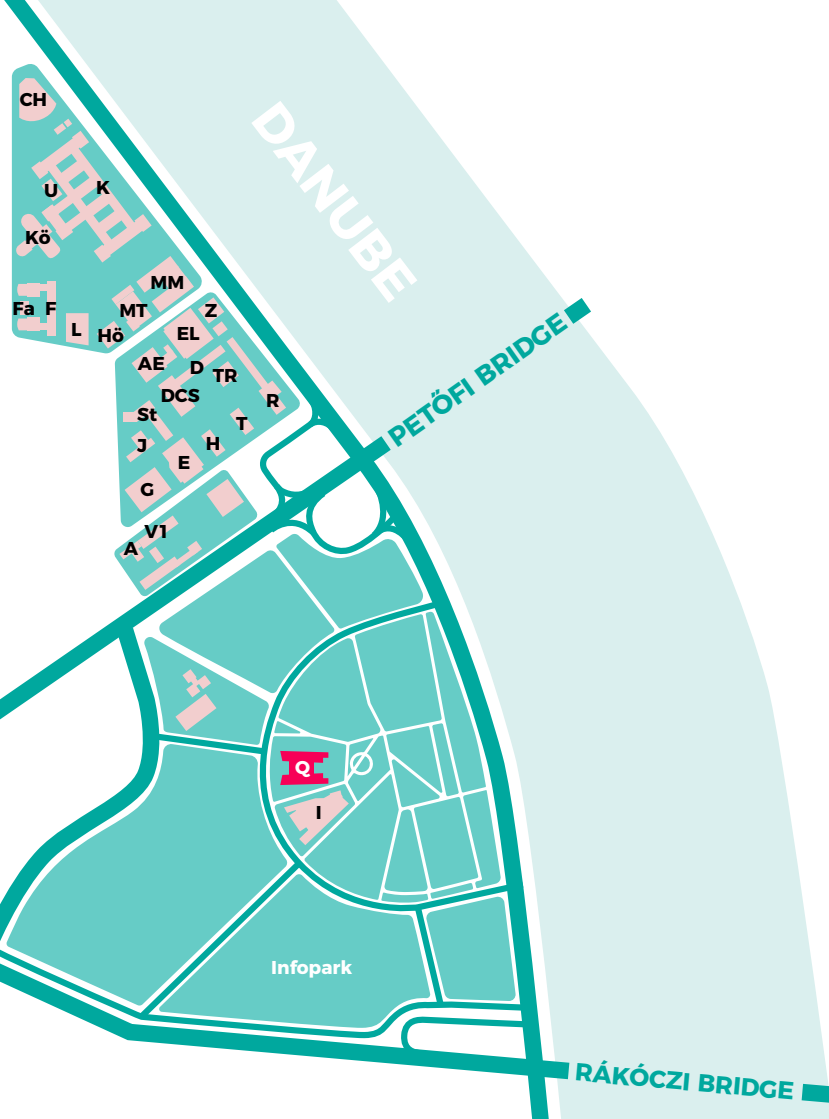 CH
DANUBE
U
K
Kö
MM
Fa
F
MT
Z
L
Hö
EL
PETŐFI BRIDGE
AE
D
TR
DCS
R
St
T
J
H
E
G
V1
A
Q
I
Infopark
RÁKÓCZI BRIDGE